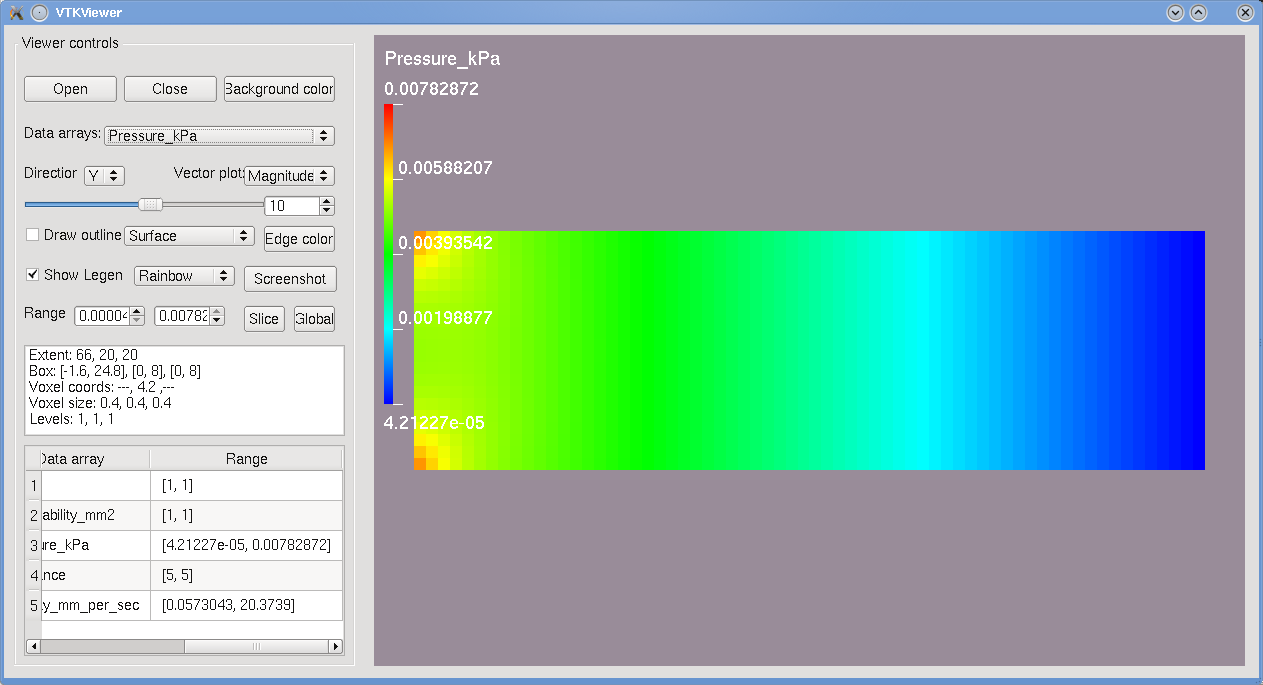 VTKViewer
Viewer controls
Open Close Background color
Data arrays: Pressure_kPa
Direction Y Vector plot: Magnitude
10
Draw outline Surface Edge color
Show Legen Rainbow Screenshot
Range 0.0000 0.00782 Slice Global
Extent: 66, 20, 20
Box: [-1.6, 24.8], [0, 8], [0, 8]
Voxel coords: ---, 4.2 ,---
Voxel size: 0.4, 0.4, 0.4
Levels: 1, 1, 1
Data array Range
1 [1, 1]
2 ability_mm2 [1, 1]
3 ure_kPa [4.21227e-05, 0.00782872]
4 nce [5, 5]
5 y_mm_per_sec [0.0573043, 20.3739]
Pressure_kPa
0.00782872
0.00588207
0.00393542
0.00198877
4.21227e-05